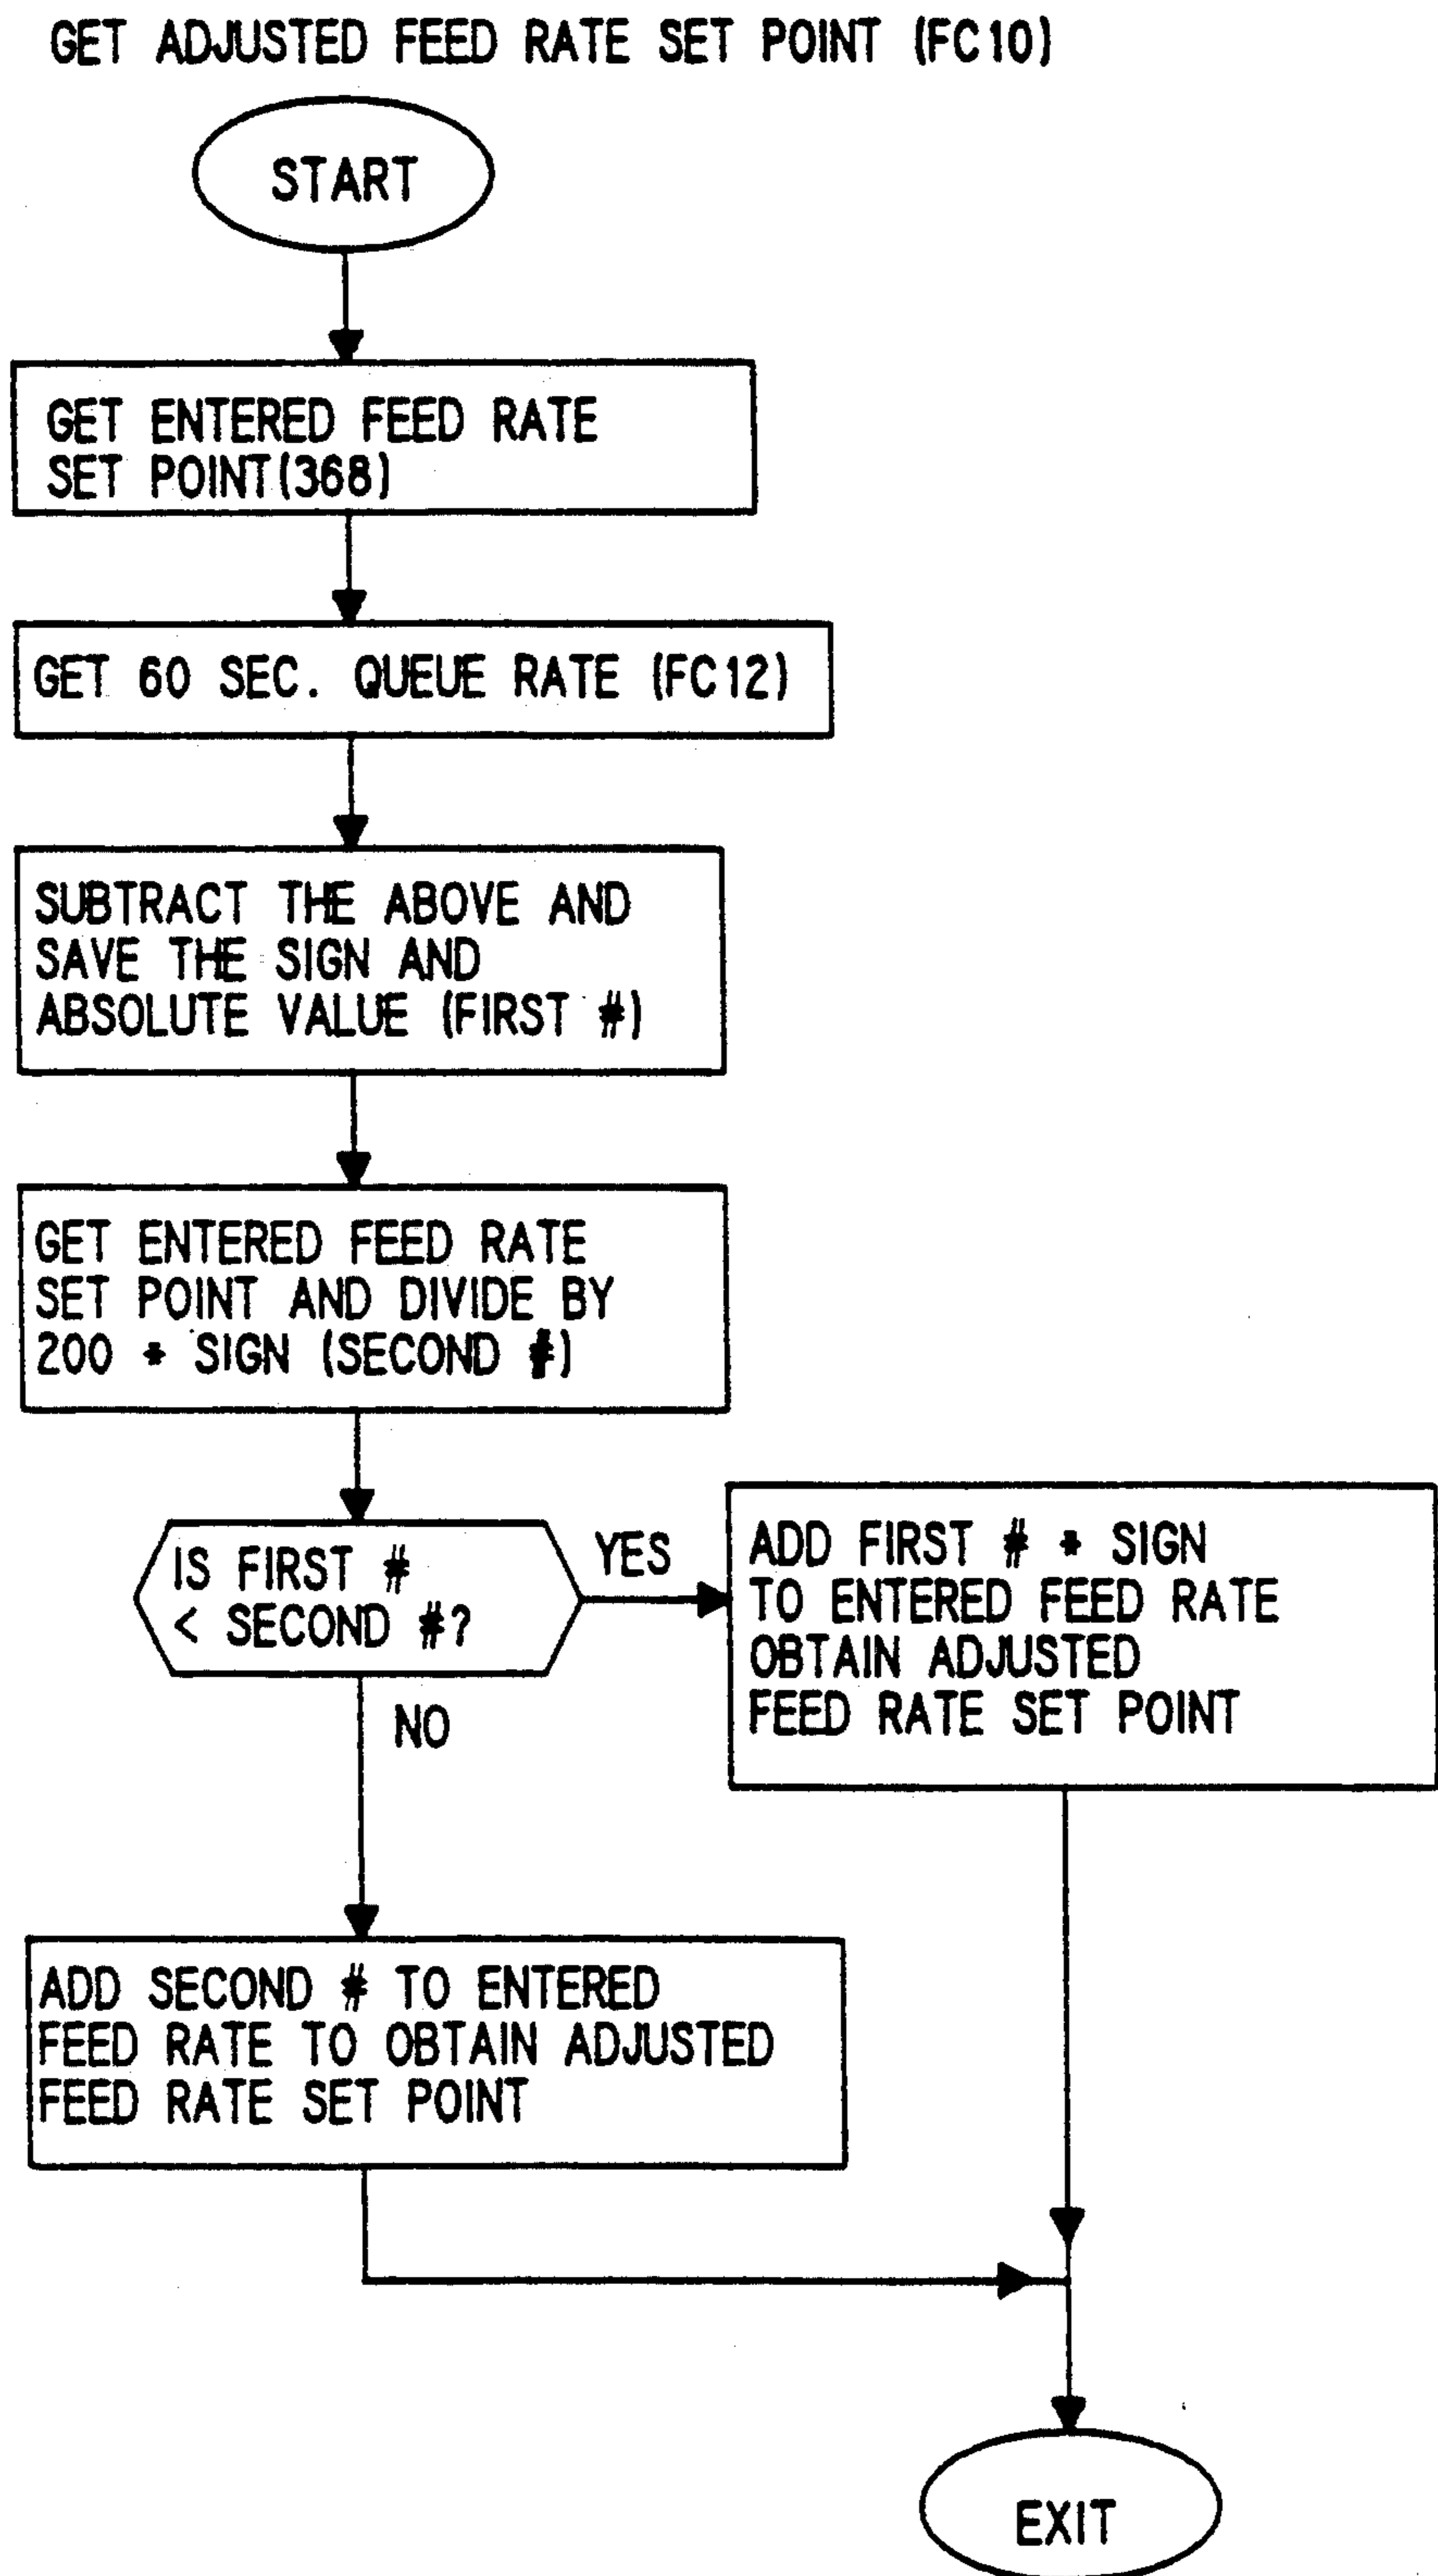 GET ADJUSTED FEED RATE SET POINT (FC10)
START
GET ENTERED FEED RATE
SET POINT(368)
GET 60 SEC. QUEUE RATE (FC12)
SUBTRACT THE ABOVE AND
SAVE THE SIGN AND
ABSOLUTE VALUE (FIRST #)
GET ENTERED FEED RATE
SET POINT AND DIVIDE BY
200 * SIGN (SECOND #)
IS FIRST #
< SECOND #?
YES
ADD FIRST # * SIGN
TO ENTERED FEED RATE
OBTAIN ADJUSTED
FEED RATE SET POINT
NO
ADD SECOND # TO ENTERED
FEED RATE TO OBTAIN ADJUSTED
FEED RATE SET POINT
EXIT